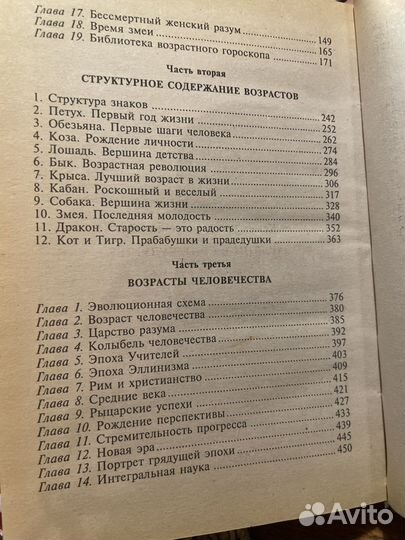 Глава 17. Бессмертный женский разум 149
Глава 18. Время змеи 165
Глава 19. Библиотека возрастного гороскопа 171
Часть вторая
СТРУКТУРНОЕ СОДЕРЖАНИЕ ВОЗРАСТОВ
1. Структура знаков 242
2. Петух. Первый год жизни 252
3. Обезьяна. Первые шаги человека 262
4. Коза. Рождение личности 274
5. Лошадь. Вершина детства 284
6. Бык. Возрастная революция 296
7. Крыса. Лучший возраст в жизни 306
8. Кабан. Роскошный и веселый 317
9. Собака. Вершина жизни 328
10. Змея. Последняя молодость 340
11. Дракон. Старость — это радость 352
12. Кот и Тигр. Прабабушки и прадедушки 363
Часть третья
ВОЗРАСТЫ ЧЕЛОВЕЧЕСТВА
Глава 1. Эволюционная схема 376
Глава 2. Возраст человечества 380
Глава 3. Царство разума 385
Глава 4. Колыбель человечества 392
Глава 5. Эпоха Учителей 397
Глава 6. Эпоха Эллинизма 403
Глава 7. Рим и христианство 409
Глава 8. Средние века 415
Глава 9. Рыцарские успехи 421
Глава 10. Рождение перспективы 427
Глава 11. Стремительность прогресса 433
Глава 12. Новая эра 439
Глава 13. Портрет грядущей эпохи 445
Глава 14. Интегральная наука 450
Avito